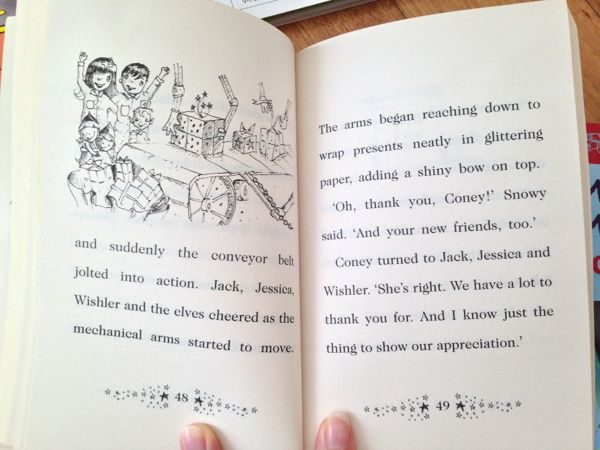 and suddenly the conveyor belt
jolted into action. Jack, Jessica,
Wishler and the elves cheered as the
mechanical arms started to move.
48
The arms began reaching down to
wrap presents neatly in glittering
paper, adding a shiny bow on top.
‘Oh, thank you, Coney!’ Snowy
said. ‘And your new friends, too.’
Coney turned to Jack, Jessica and
Wishler. ‘She’s right. We have a lot to
thank you for. And I know just the
thing to show our appreciation.’
49